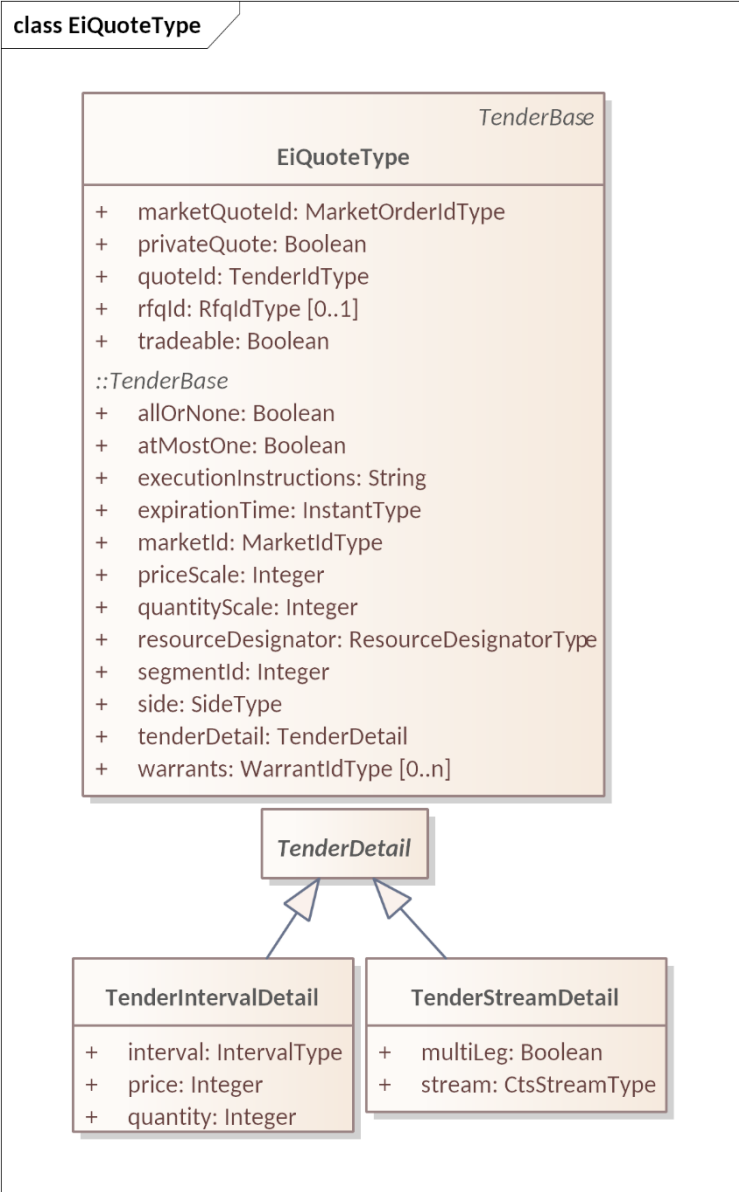 class EiQuoteType
TenderBase
EiQuoteType
+ marketQuoteId: MarketOrderIdType
+ privateQuote: Boolean
+ quoteId: TenderIdType
+ rfqId: RfqIdType [0..1]
+ tradeable: Boolean
::TenderBase
+ allOrNone: Boolean
+ atMostOne: Boolean
+ executionInstructions: String
+ expirationTime: InstantType
+ marketId: MarketIdType
+ priceScale: Integer
+ quantityScale: Integer
+ resourceDesignator: ResourceDesignatorType
+ segmentId: Integer
+ side: SideType
+ tenderDetail: TenderDetail
+ warrants: WarrantIdType [0..n]
TenderDetail
TenderIntervalDetail
+ interval: IntervalType
+ price: Integer
+ quantity: Integer
TenderStreamDetail
+ multiLeg: Boolean
+ stream: CtsStreamType